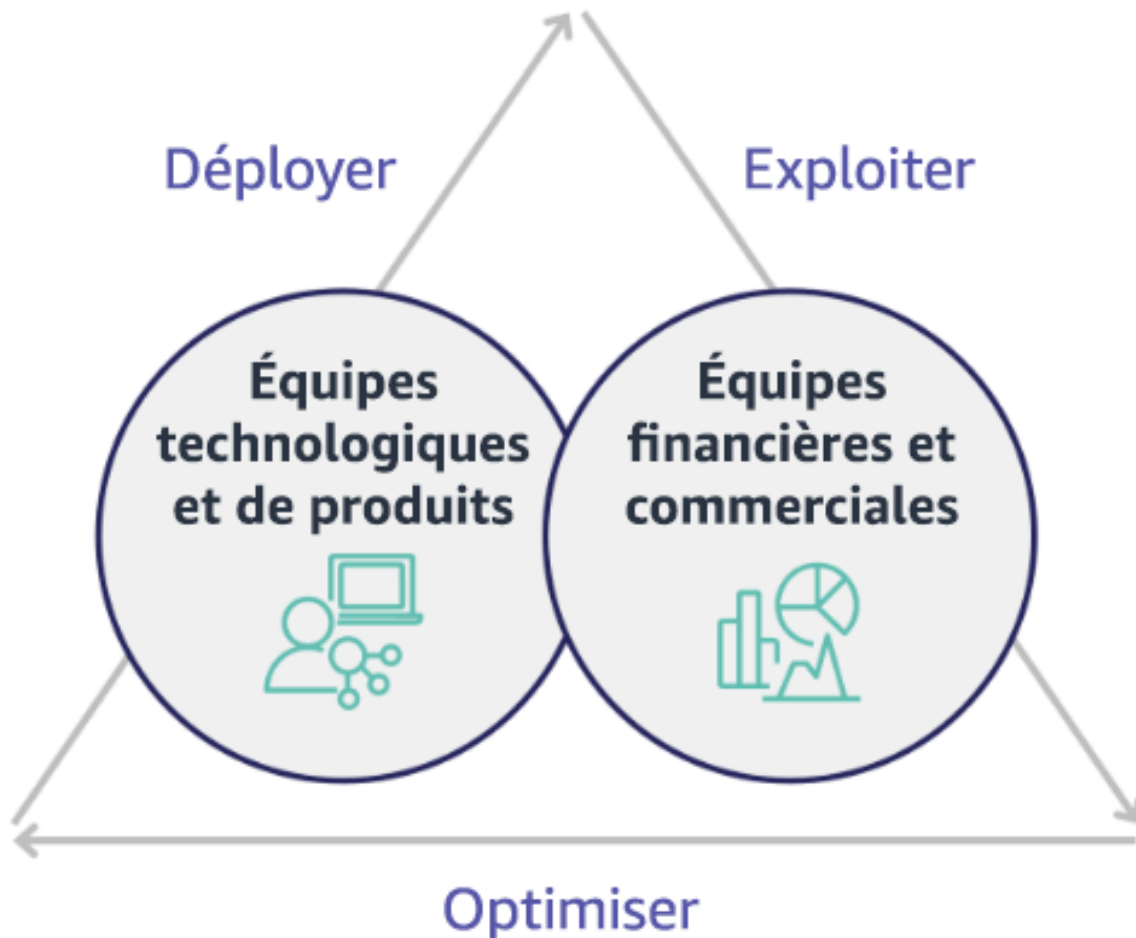 Déployer
Exploiter
Équipes
technologiques
et de produits
Équipes
financières et
commerciales
Optimiser